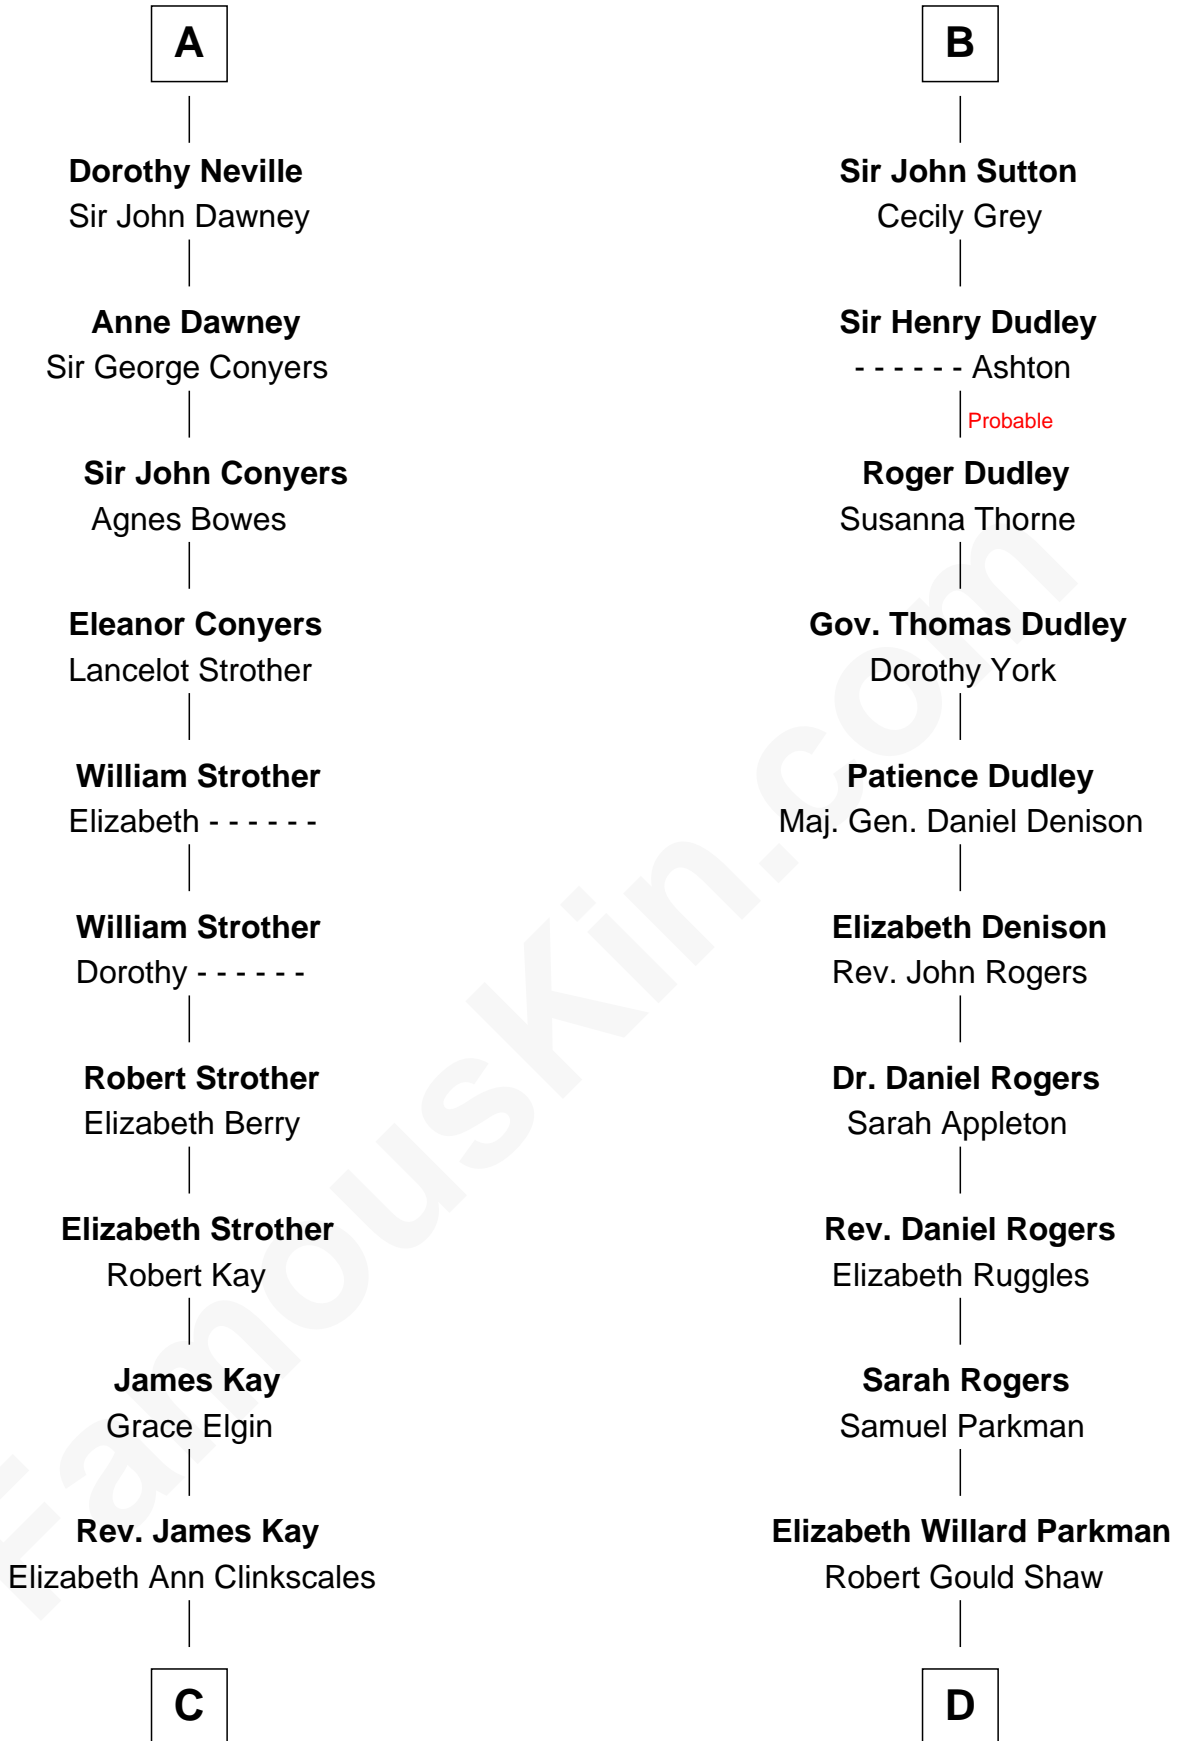 A
Dorothy Neville
Sir John Dawney
Anne Dawney
Sir George Conyers
Sir John Conyers
Agnes Bowes
Eleanor Conyers
Lancelot Strother
William Strother
Elizabeth - - - - - -
William Strother
Dorothy - - - - - -
Robert Strother
Elizabeth Berry
Elizabeth Strother
Robert Kay
James Kay
Grace Elgin
Rev. James Kay
Elizabeth Ann Clinkscales
C
B
Sir John Sutton
Cecily Grey
Sir Henry Dudley
- - - - - - Ashton
Probable
Roger Dudley
Susanna Thorne
Gov. Thomas Dudley
Dorothy York
Patience Dudley
Maj. Gen. Daniel Denison
Elizabeth Denison
Rev. John Rogers
Dr. Daniel Rogers
Sarah Appleton
Rev. Daniel Rogers
Elizabeth Ruggles
Sarah Rogers
Samuel Parkman
Elizabeth Willard Parkman
Robert Gould Shaw
D
FamousKin.com